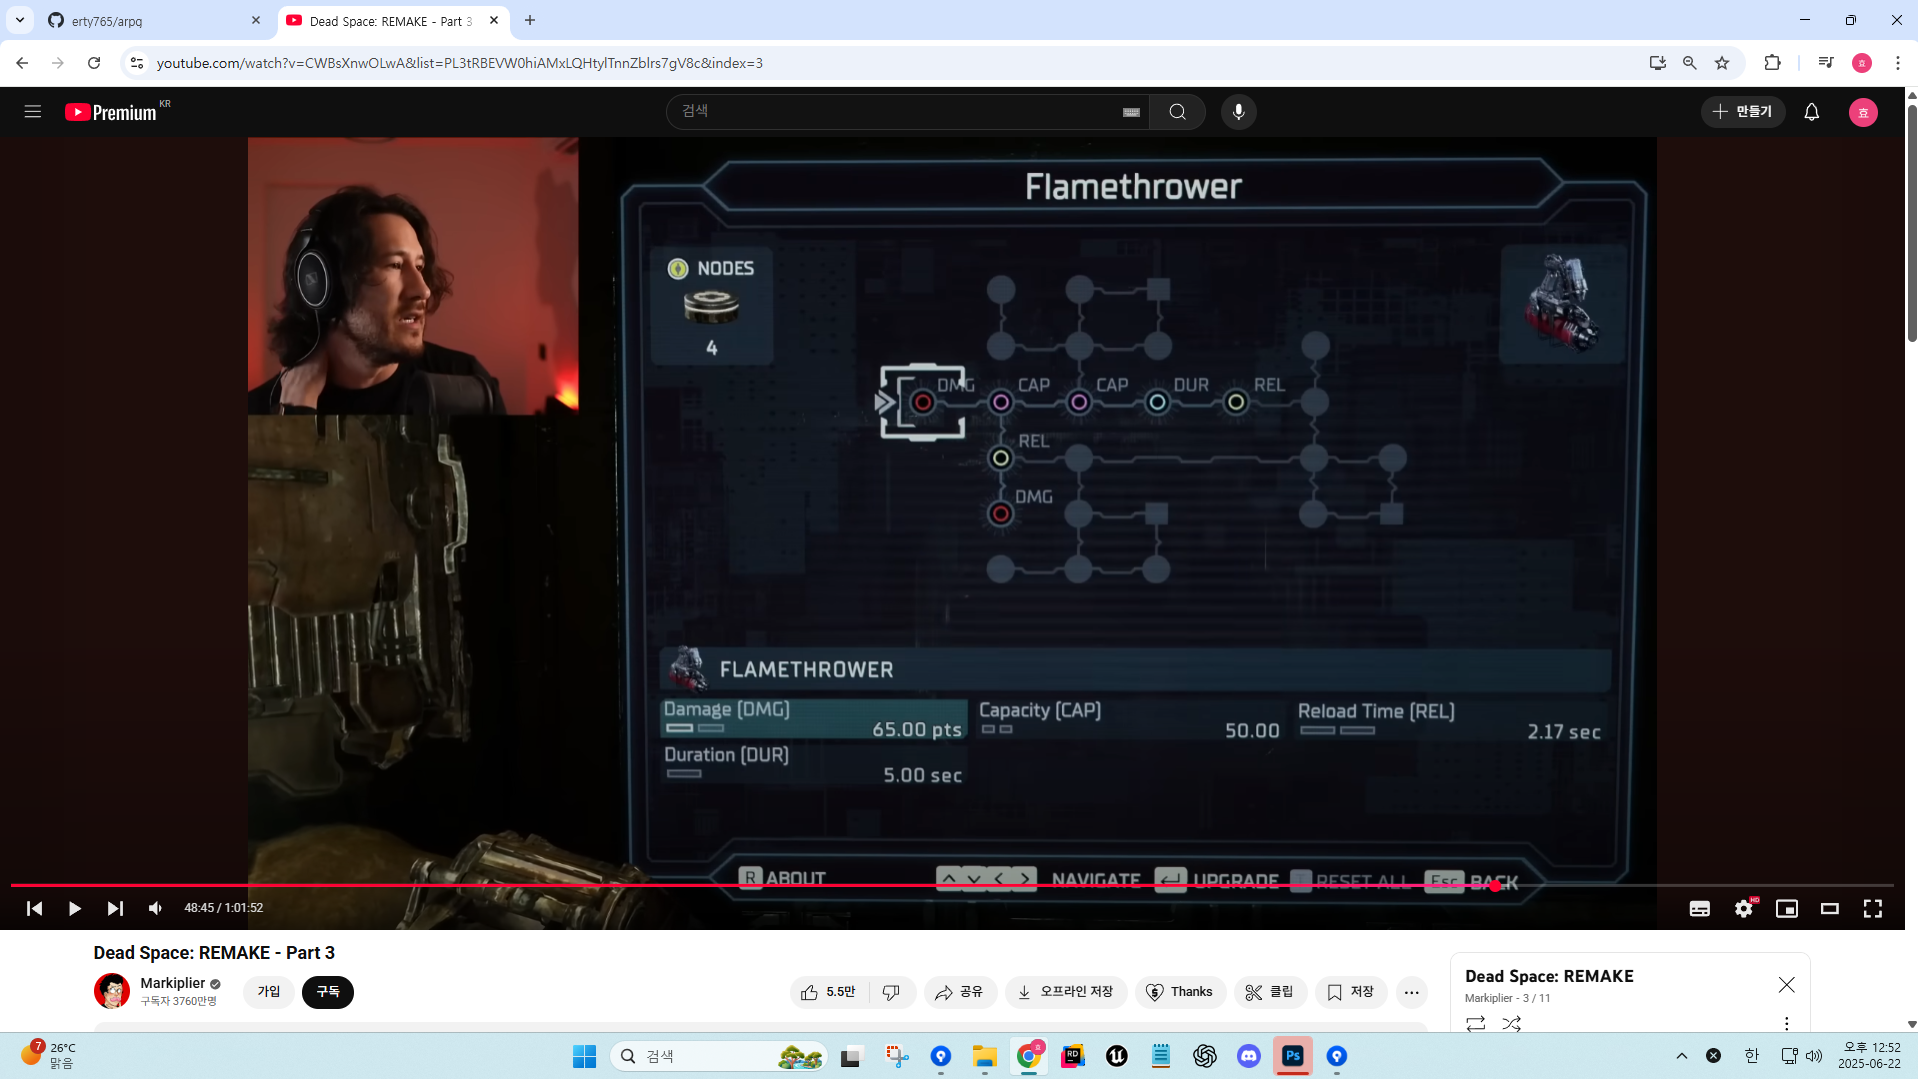 erty765/arpg
Dead Space: REMAKE - Part 3
youtube.com/watch?v=CWBsXnwOLwA&list=PL3tRBEVW0hiAMxLQHtylTnnZblrs7gV8c&index=3
Premium KR
검색
만들기
효
Flamethrower
NODES
4
DMG
CAP
CAP
DUR
REL
REL
DMG
FLAMETHROWER
Damage (DMG)
65.00 pts
Capacity (CAP)
50.00
Reload Time (REL)
2.17 sec
Duration (DUR)
5.00 sec
R ABOUT
NAVIGATE
UPGRADE
RESET ALL
Esc BACK
48:45 / 1:01:52
HD
Dead Space: REMAKE - Part 3
Markiplier
구독자 3760만명
가입
구독
5.5만
공유
오프라인 저장
Thanks
클립
저장
Dead Space: REMAKE
Markiplier - 3 / 11
7
26°C
맑음
검색
RD
Ps
한
오후 12:52
2025-06-22